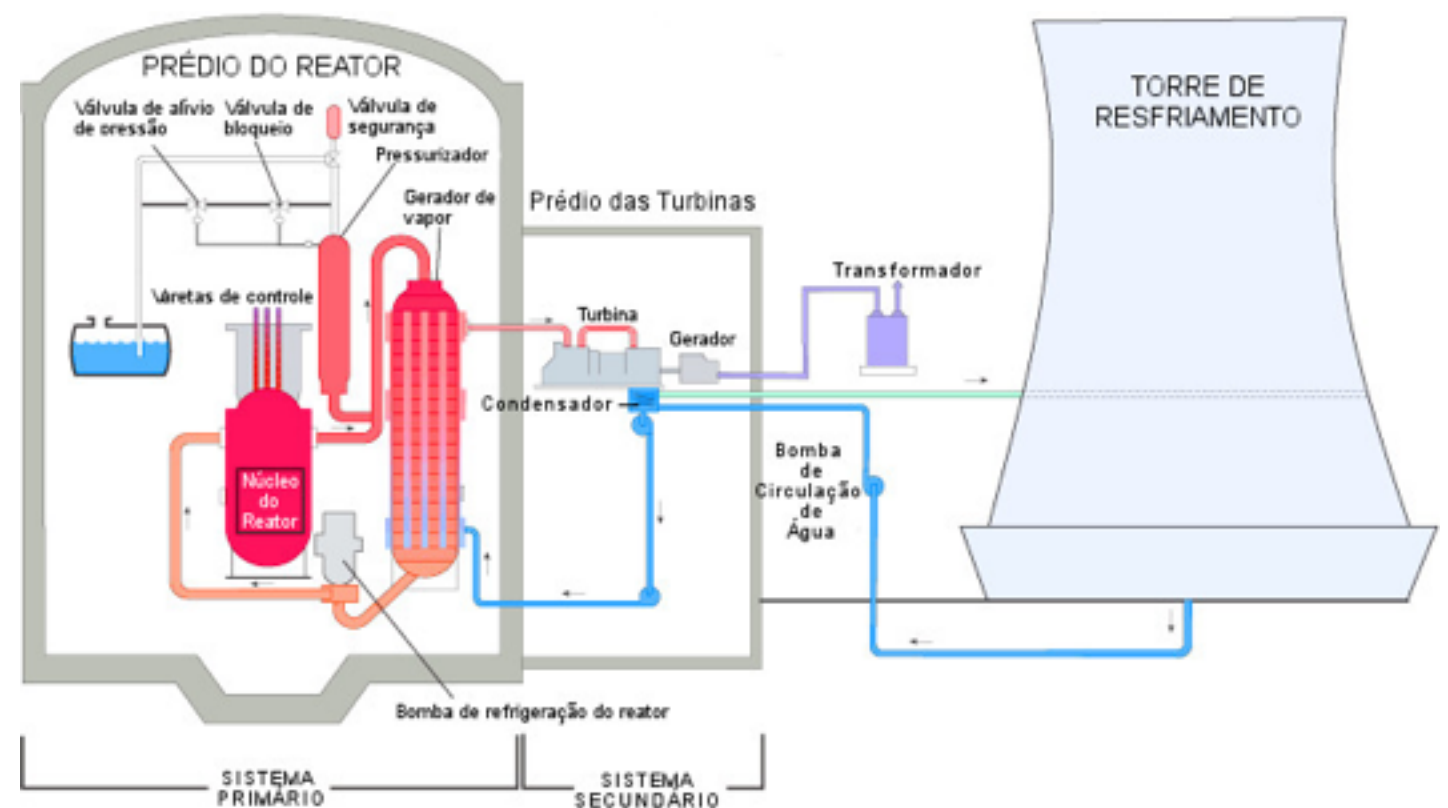 PRÉDIO DO REATOR
Válvula de alívio
de oressão
Válvula de
bloqueio
Válvula de
segurança
Pressurizador
Gerador de
vapor
Varetas de controle
Núcleo
do
Reator
Bomba de refrigeração do reator
Prédio das Turbinas
Turbina
Gerador
Condensador
Transformador
Bomba
de
Circulação
de
Água
TORRE DE
RESFRIAMENTO
SISTEMA
PRIMÁRIO
SISTEMA
SECUNDÁRIO